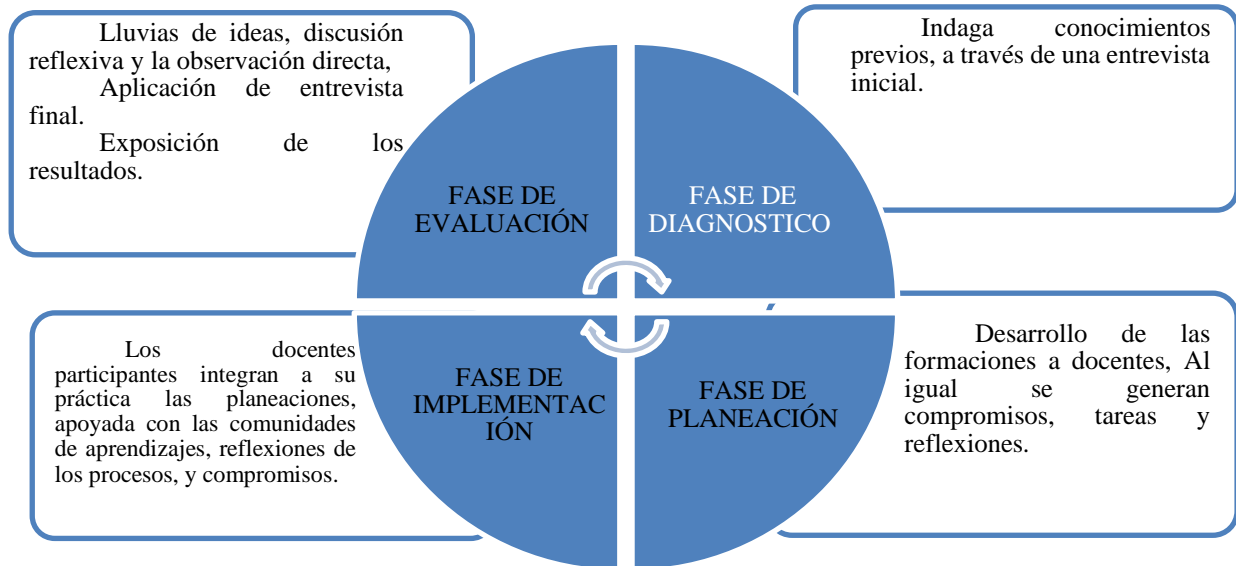 Lluvias de ideas, discusión
reflexiva y la observación directa,
Aplicación de entrevista
final.
Exposición de los
resultados.
Indaga conocimientos
previos, a través de una entrevista
inicial.
FASE DE
EVALUACIÓN
FASE DE
DIAGNOSTICO
Los docentes
participantes integran a su
práctica las planeaciones,
apoyada con las comunidades
de aprendizajes, reflexiones de
los procesos, y compromisos.
FASE DE
IMPLEMENTAC
IÓN
FASE DE
PLANEACIÓN
Desarrollo de las
formaciones a docentes, Al
igual se generan
compromisos, tareas y
reflexiones.